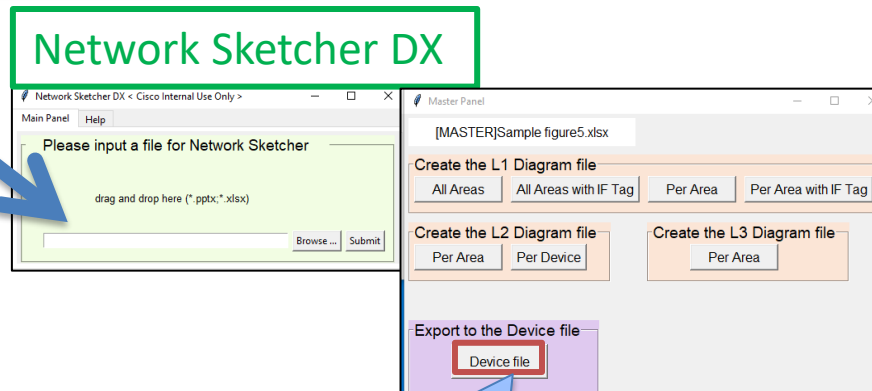 Network Sketcher DX
Network Sketcher DX < Cisco Internal Use Only >
Main Panel Help
Please input a file for Network Sketcher
drag and drop here (*.pptx;*.xlsx)
Browse ... Submit
Master Panel
[MASTER]Sample figure5.xlsx
Create the L1 Diagram file
All Areas All Areas with IF Tag Per Area Per Area with IF Tag
Create the L2 Diagram file
Per Area Per Device
Create the L3 Diagram file
Per Area
Export to the Device file
Device file